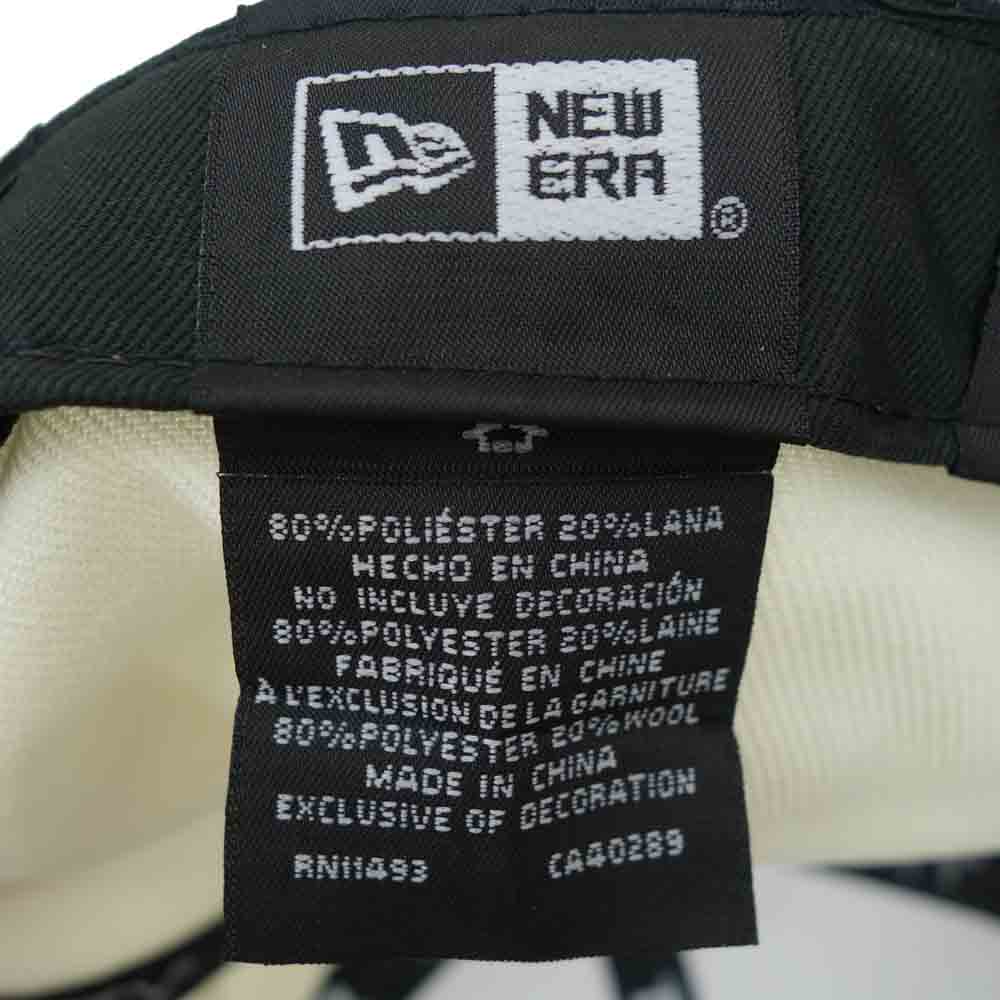 NE
NEW
ERA
®
80%POLIÉSTER 20%LANA
HECHO EN CHINA
NO INCLUYE DECORACIÓN
80%POLYESTER 20%LAINE
FABRIQUÉ EN CHINE
À L'EXCLUSION DE LA GARNITURE
80%POLYESTER 20%WOOL
MADE IN CHINA
EXCLUSIVE OF DECORATION
RN11493 CA40289